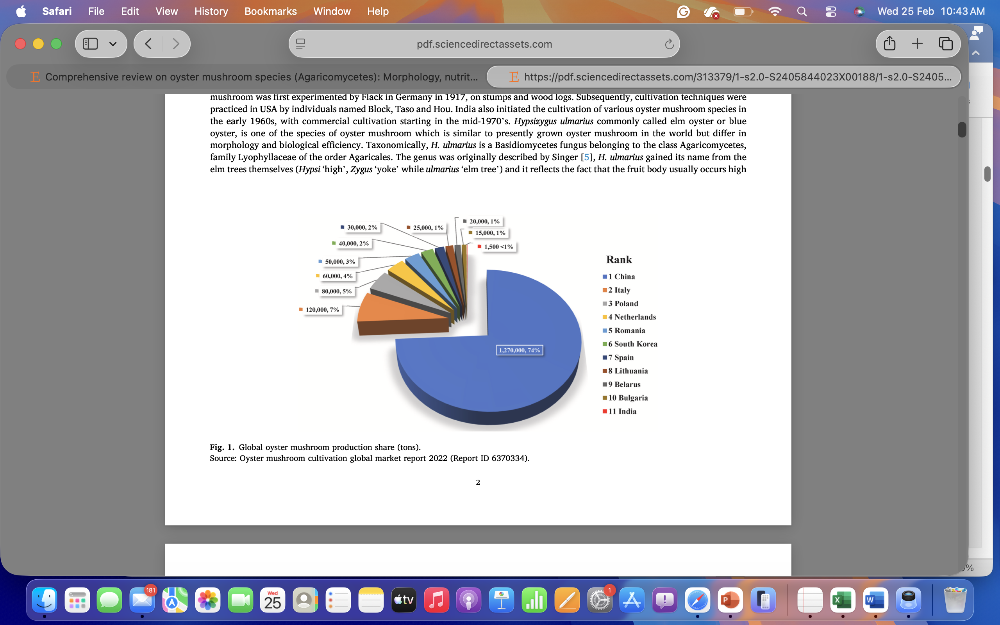 Safari File Edit View History Bookmarks Window Help Wed 25 Feb 10:43 AM
pdf.sciencedirectassets.com
E Comprehensive review on oyster mushroom species (Agaricomycetes): Morphology, nutrit...
E https://pdf.sciencedirectassets.com/313379/1-s2.0-S2405844023X00188/1-s2.0-S2405...
mushroom was first experimented by Flack in Germany in 1917, on stumps and wood logs. Subsequently, cultivation techniques were
practiced in USA by individuals named Block, Taso and Hou. India also initiated the cultivation of various oyster mushroom species in
the early 1960s, with commercial cultivation starting in the mid-1970’s. Hypsizygus ulmarius commonly called elm oyster or blue
oyster, is one of the species of oyster mushroom which is similar to presently grown oyster mushroom in the world but differ in
morphology and biological efficiency. Taxonomically, H. ulmarius is a Basidiomycetes fungus belonging to the class Agaricomycetes,
family Lyophyllaceae of the order Agaricales. The genus was originally described by Singer [5], H. ulmarius gained its name from the
elm trees themselves (Hypsi ‘high’, Zygus ‘yoke’ while ulmarius ‘elm tree’) and it reflects the fact that the fruit body usually occurs high
20,000, 1%
30,000, 2%
25,000, 1%
15,000, 1%
40,000, 2%
1,500 <1%
50,000, 3%
60,000, 4%
80,000, 5%
120,000, 7%
1,270,000, 74%
Rank
1 China
2 Italy
3 Poland
4 Netherlands
5 Romania
6 South Korea
7 Spain
8 Lithuania
9 Belarus
10 Bulgaria
11 India
Fig. 1. Global oyster mushroom production share (tons).
Source: Oyster mushroom cultivation global market report 2022 (Report ID 6370334).
2
181
Wed
25
tv
1
P
X
W